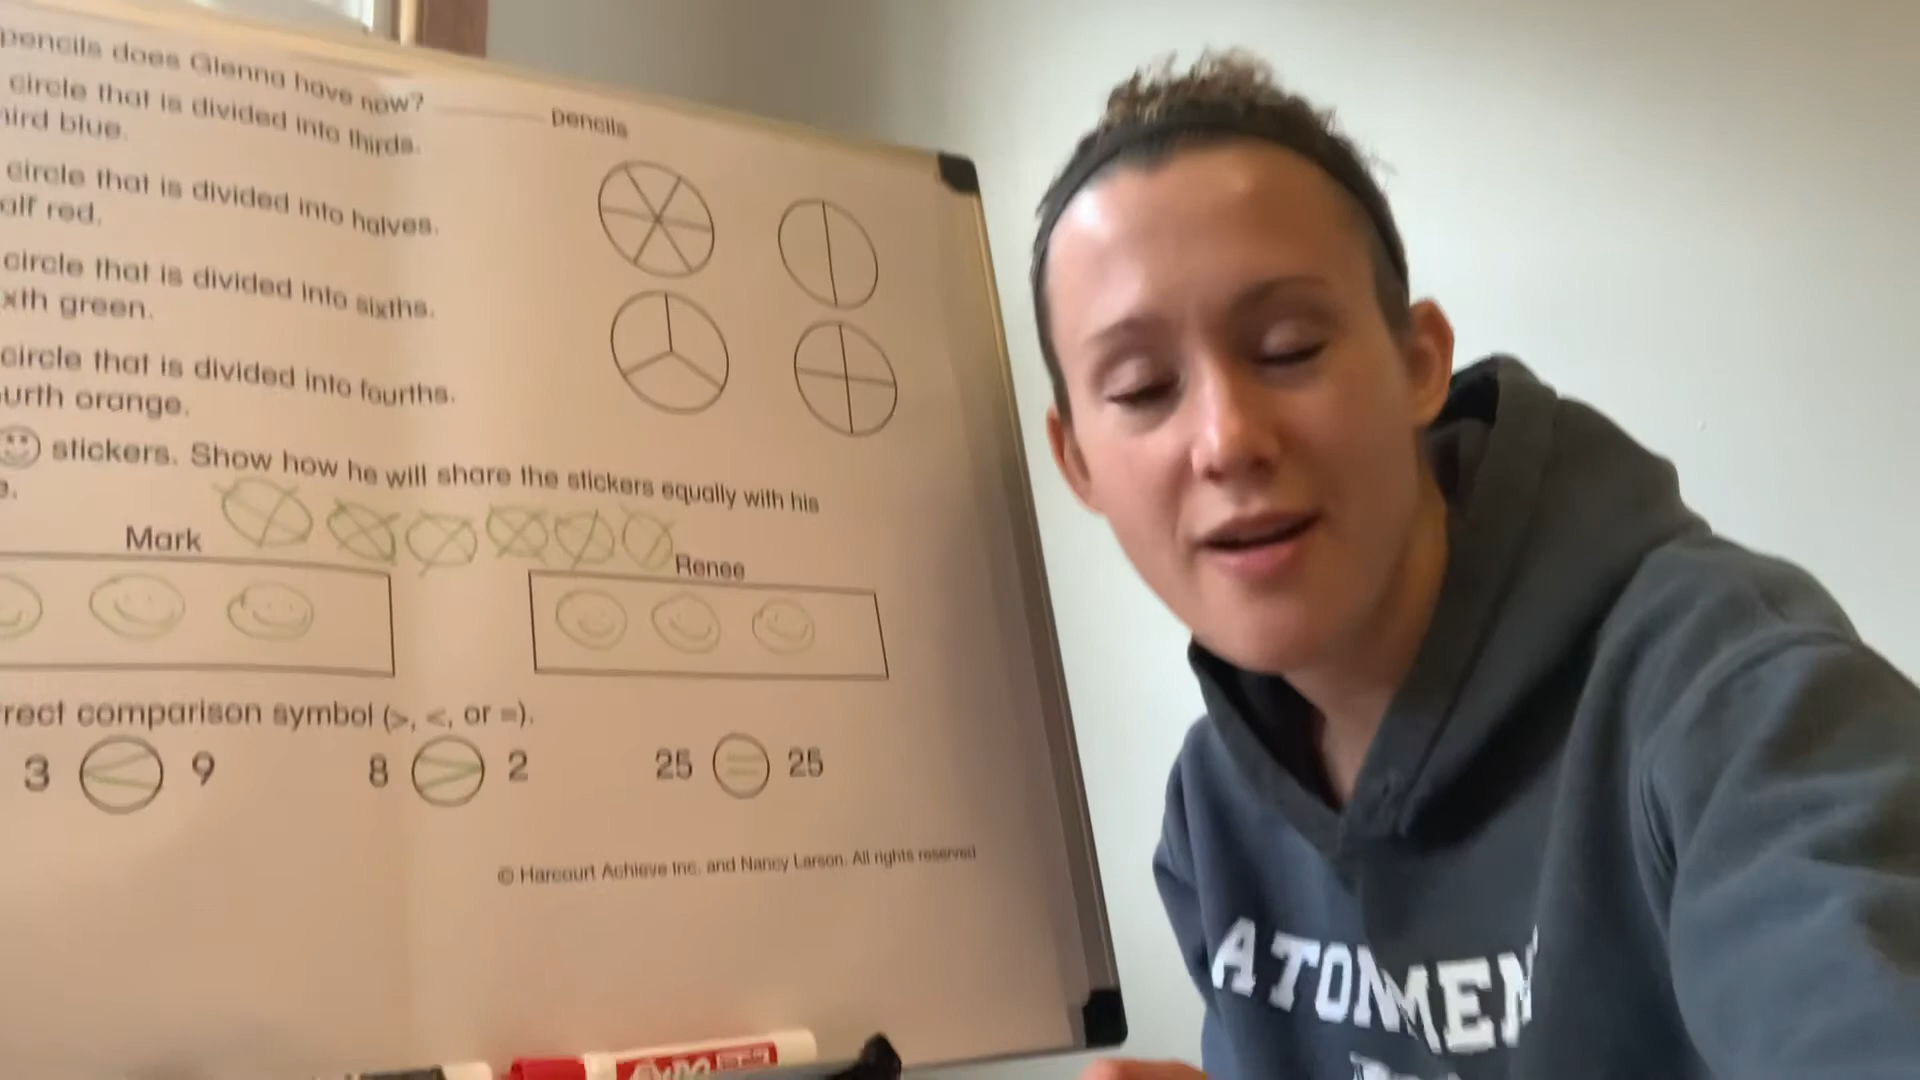 pencils does Glenna have now? pencils
circle that is divided into thirds.
hird blue.
circle that is divided into halves.
alf red.
circle that is divided into sixths.
xth green.
circle that is divided into fourths.
urth orange.
stickers. Show how he will share the stickers equally with his
e.
Mark
Renee
rrect comparison symbol (>, <, or =).
3 < 9 8 > 2 25 = 25
© Harcourt Achieve Inc. and Nancy Larson. All rights reserved
EXPO
ATONMEN